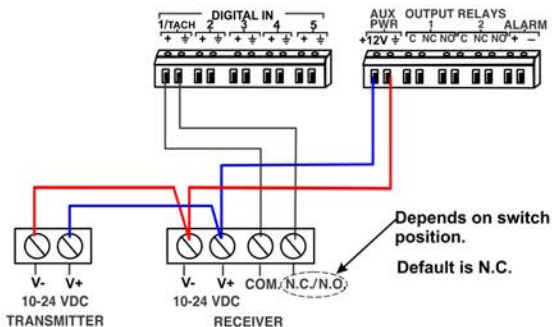 DIGITAL IN
1/TACH 2 3 4 5
+ + + + +
AUX PWR OUTPUT RELAYS ALARM
1 2
+12V C NC NO C NC NO + –
V- V+
10-24 VDC
TRANSMITTER
V- V+ COM. N.C./N.O.
10-24 VDC
RECEIVER
Depends on switch
position.
Default is N.C.